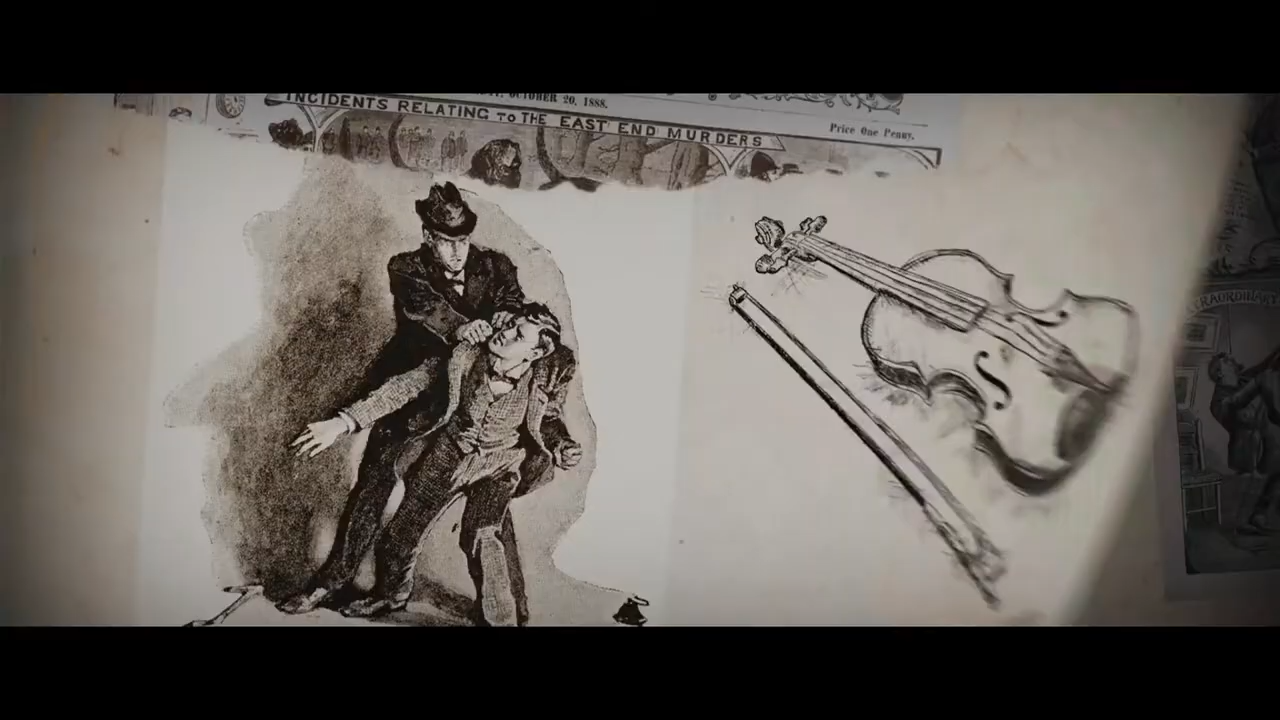 OCTOBER 20, 1888.
INCIDENTS RELATING TO THE EAST END MURDERS
Price One Penny.